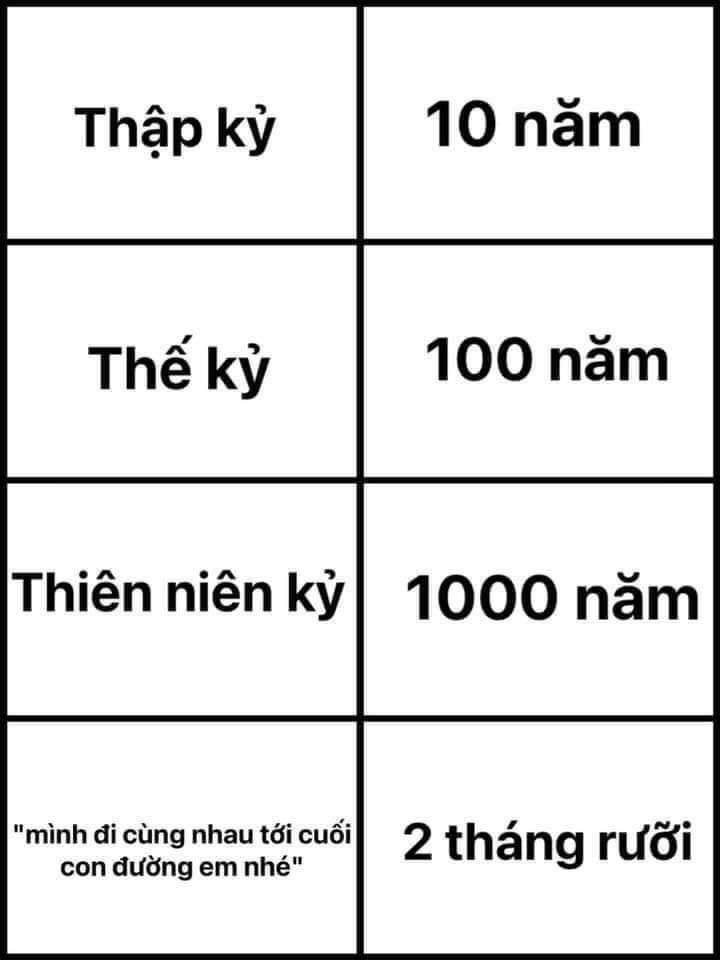 Thập kỷ
10 năm
Thế kỷ
100 năm
Thiên niên kỷ
1000 năm
"mình đi cùng nhau tới cuối
con đường em nhé"
2 tháng rưỡi